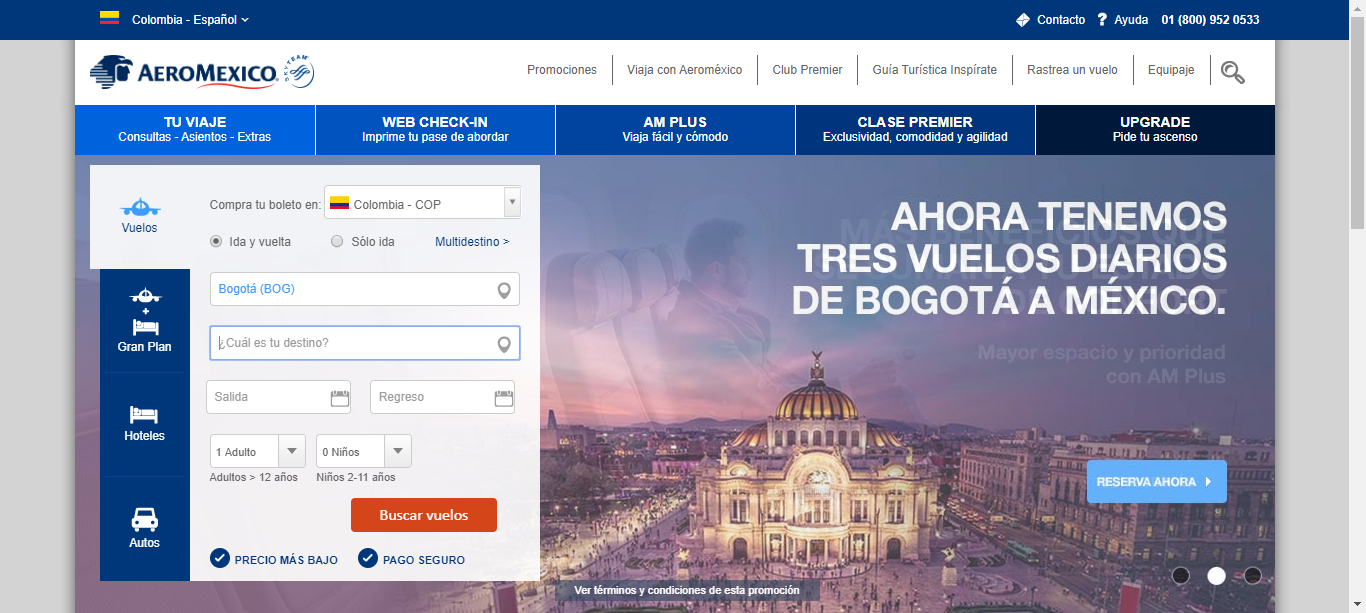 Colombia - Español
Contacto
Ayuda
01 (800) 952 0533
AEROMEXICO.
SKYTEAM
Promociones
Viaja con Aeroméxico
Club Premier
Guía Turística Inspírate
Rastrea un vuelo
Equipaje
TU VIAJE
Consultas - Asientos - Extras
WEB CHECK-IN
Imprime tu pase de abordar
AM PLUS
Viaja fácil y cómodo
CLASE PREMIER
Exclusividad, comodidad y agilidad
UPGRADE
Pide tu ascenso
Vuelos
+
Gran Plan
Hoteles
Autos
Compra tu boleto en:
Colombia - COP
Ida y vuelta
Sólo ida
Multidestino >
Bogotá (BOG)
¿Cuál es tu destino?
Salida
Regreso
1 Adulto
0 Niños
Adultos > 12 años
Niños 2-11 años
Buscar vuelos
PRECIO MÁS BAJO
PAGO SEGURO
AHORA TENEMOS
TRES VUELOS DIARIOS
DE BOGOTÁ A MÉXICO.
MÁS BENEFICIOS QUE
Mayor espacio y prioridad
con AM Plus
RESERVA AHORA
Ver términos y condiciones de esta promoción